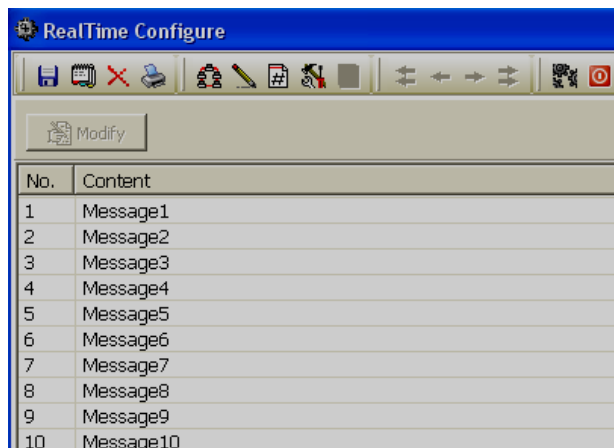 RealTime Configure
Modify
No. Content
1 Message1
2 Message2
3 Message3
4 Message4
5 Message5
6 Message6
7 Message7
8 Message8
9 Message9
10 Message10